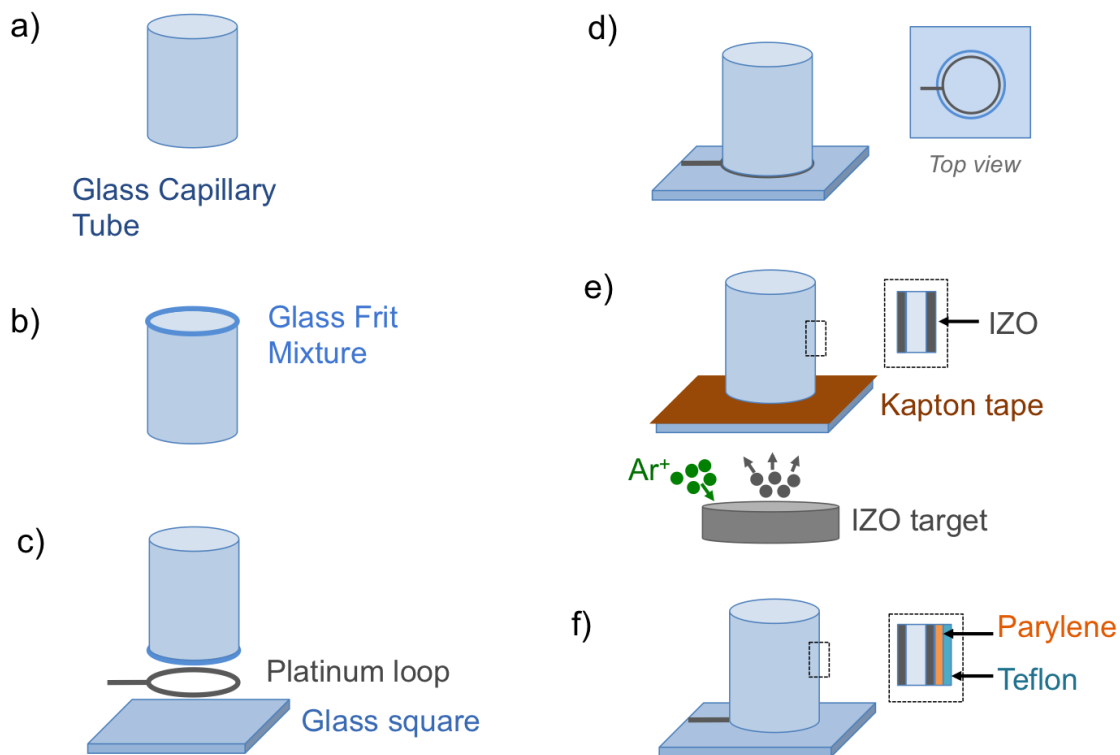 a)
Glass Capillary
Tube
b)
Glass Frit
Mixture
c)
Platinum loop
Glass square
d)
Top view
e)
IZO
Kapton tape
Ar⁺
IZO target
f)
Parylene
Teflon